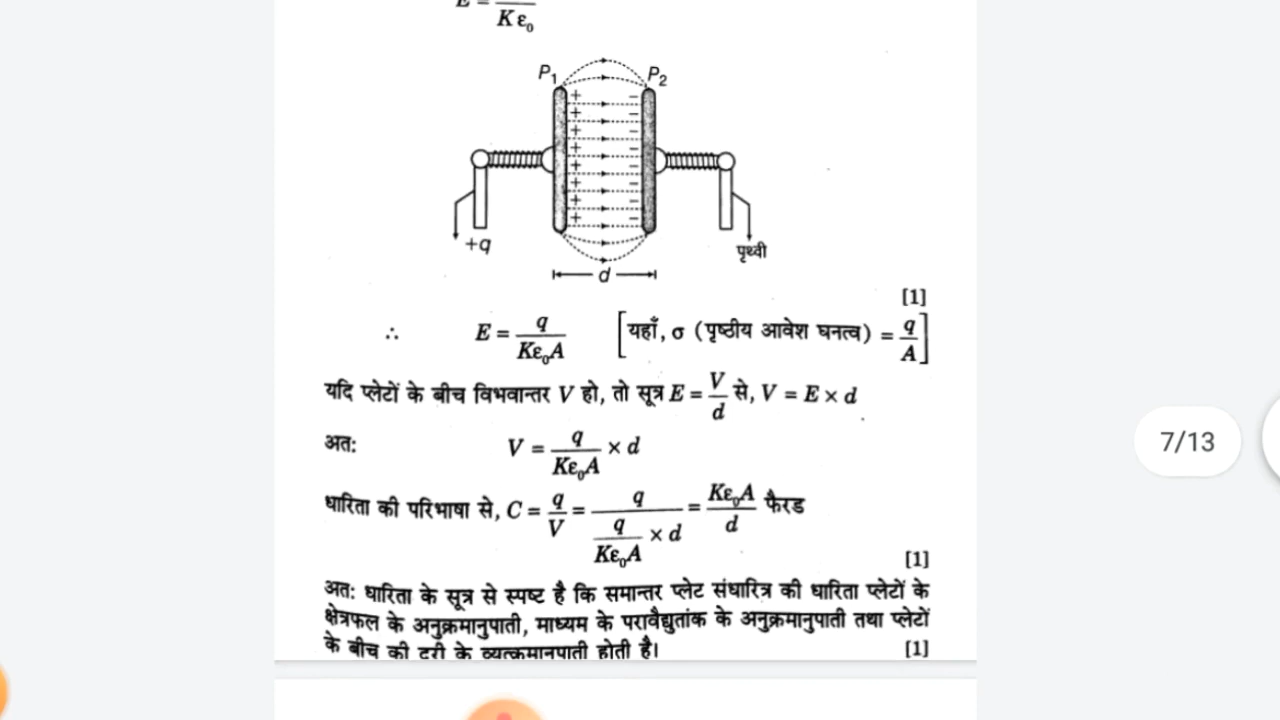 Kε₀
P₁ P₂
+q
पृथ्वी
d
[1]
∴ E = q/Kε₀A [यहाँ, σ (पृष्ठीय आवेश घनत्व) = q/A]
यदि प्लेटों के बीच विभवान्तर V हो, तो सूत्र E = V/d से, V = E × d
अतः V = q/Kε₀A × d
7/13
धारिता की परिभाषा से, C = q/V = q/(q/Kε₀A × d) = Kε₀A/d फैरड
[1]
अतः धारिता के सूत्र से स्पष्ट है कि समान्तर प्लेट संधारित्र की धारिता प्लेटों के
क्षेत्रफल के अनुक्रमानुपाती, माध्यम के परावैद्युतांक के अनुक्रमानुपाती तथा प्लेटों
के बीच की दूरी के व्युत्क्रमानुपाती होती है। [1]